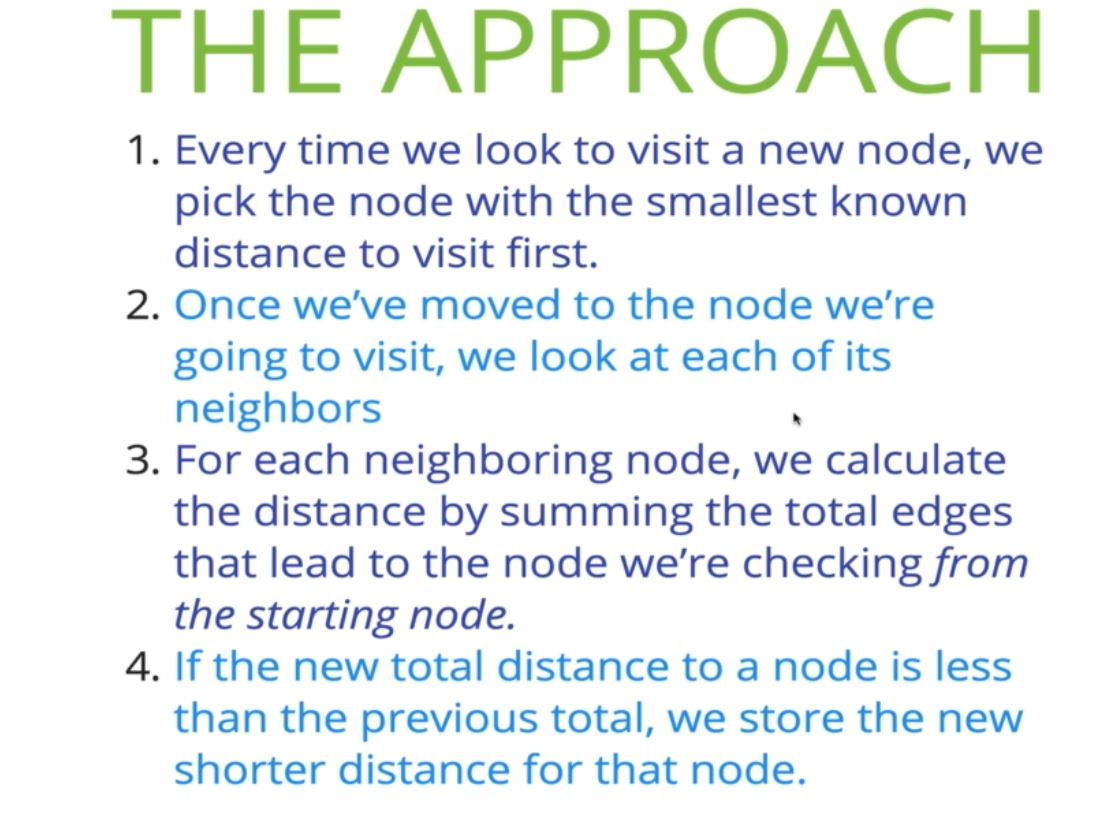 THE APPROACH
1. Every time we look to visit a new node, we
pick the node with the smallest known
distance to visit first.
2. Once we’ve moved to the node we’re
going to visit, we look at each of its
neighbors
3. For each neighboring node, we calculate
the distance by summing the total edges
that lead to the node we’re checking from
the starting node.
4. If the new total distance to a node is less
than the previous total, we store the new
shorter distance for that node.